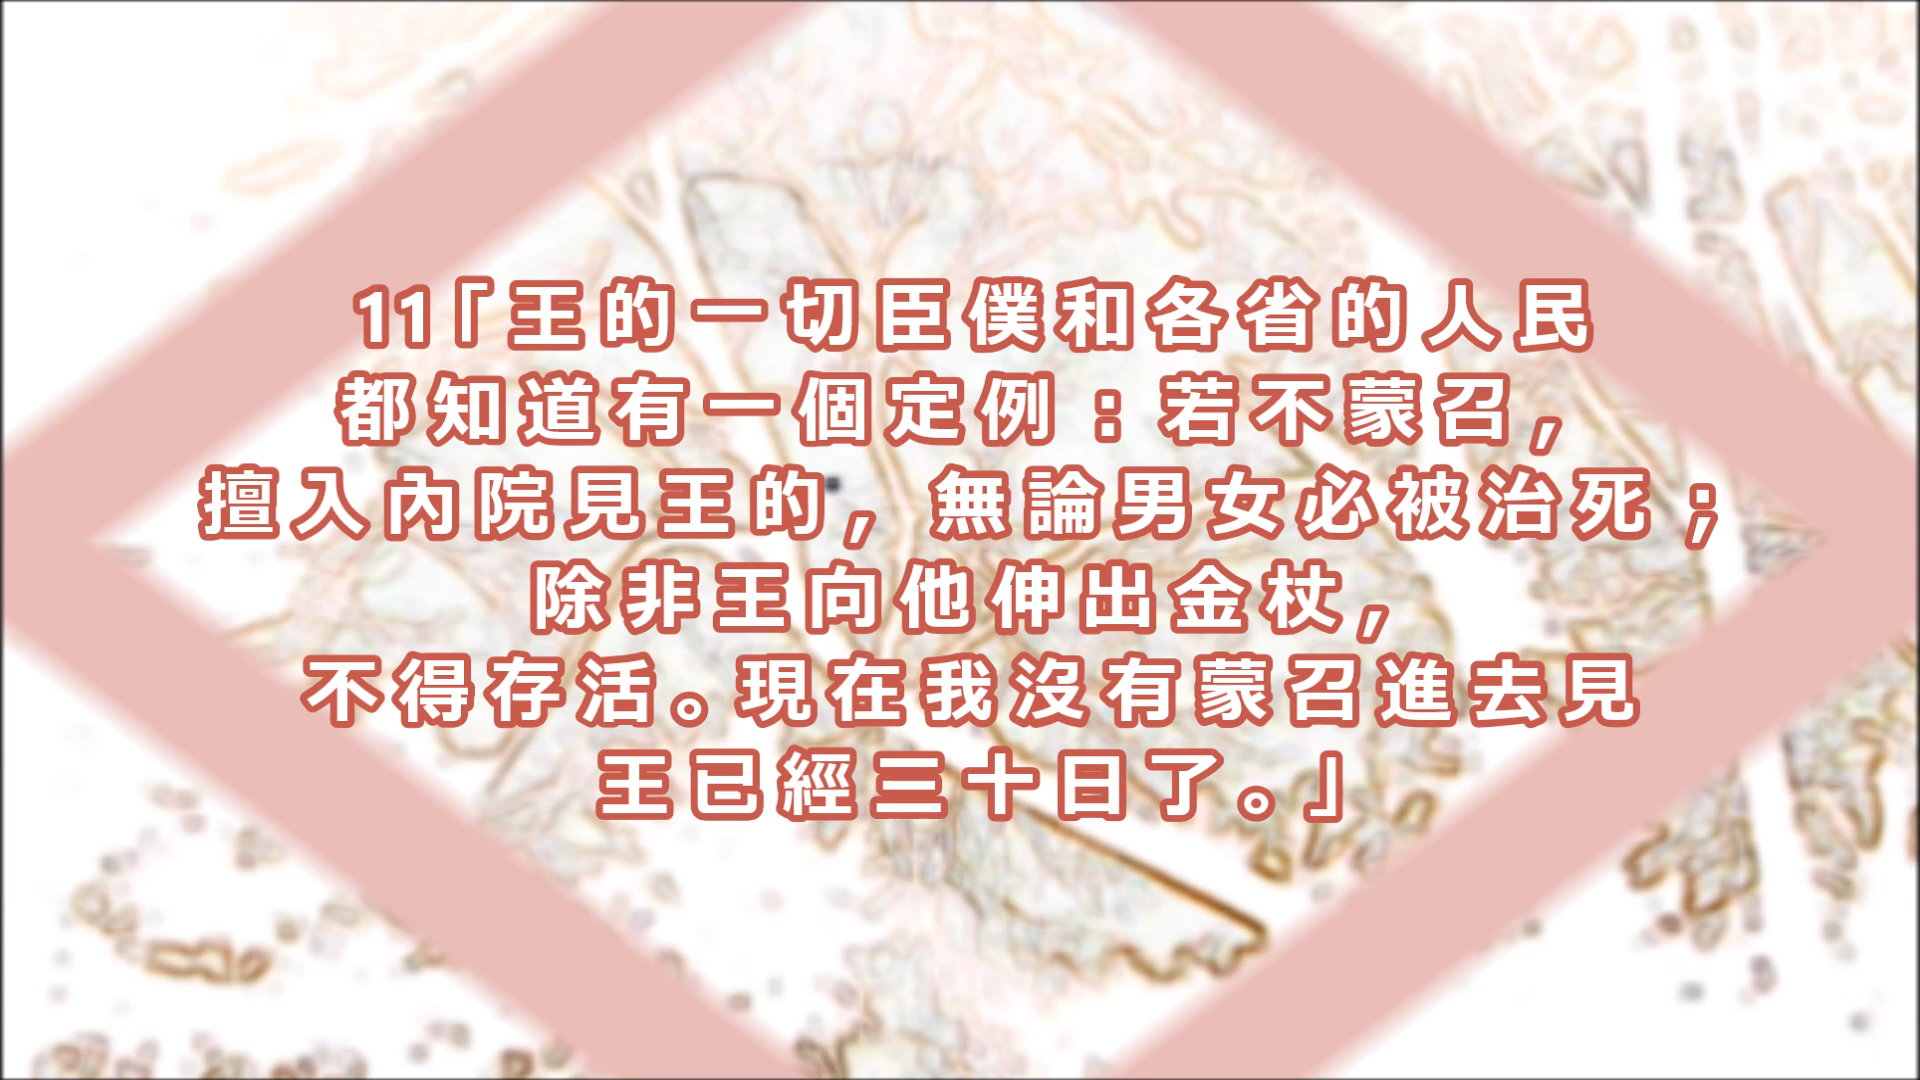 11「王的一切臣僕和各省的人民
都知道有一個定例：若不蒙召，
擅入內院見王的，無論男女必被治死；
除非王向他伸出金杖，
不得存活。現在我沒有蒙召進去見
王已經三十日了。」